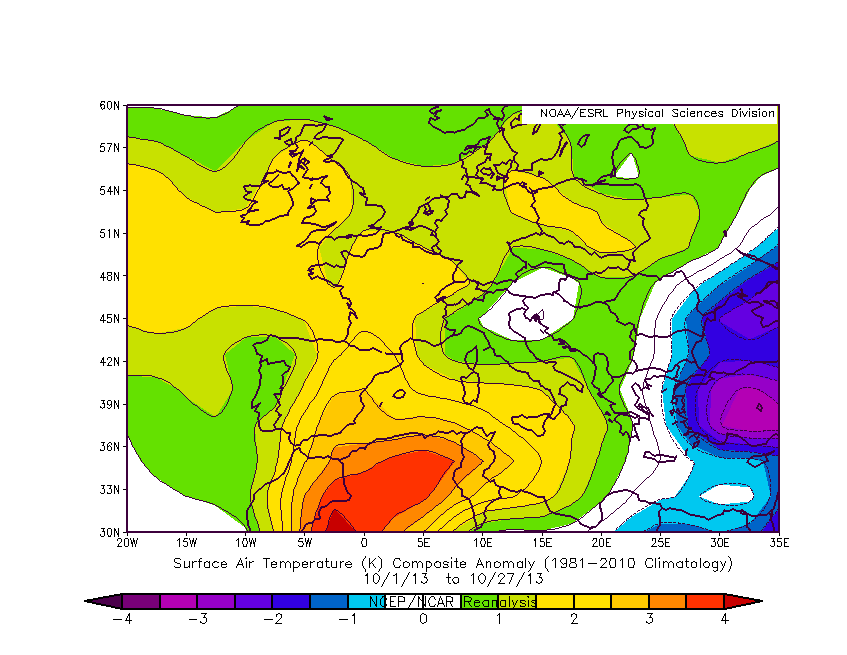 NOAA/ESRL Physical Sciences Division
60N
57N
54N
51N
48N
45N
42N
39N
36N
33N
30N
20W 15W 10W 5W 0 5E 10E 15E 20E 25E 30E 35E
Surface Air Temperature (K) Composite Anomaly (1981-2010 Climatology)
10/1/13 to 10/27/13
NCEP/NCAR Reanalysis
-4 -3 -2 -1 0 1 2 3 4